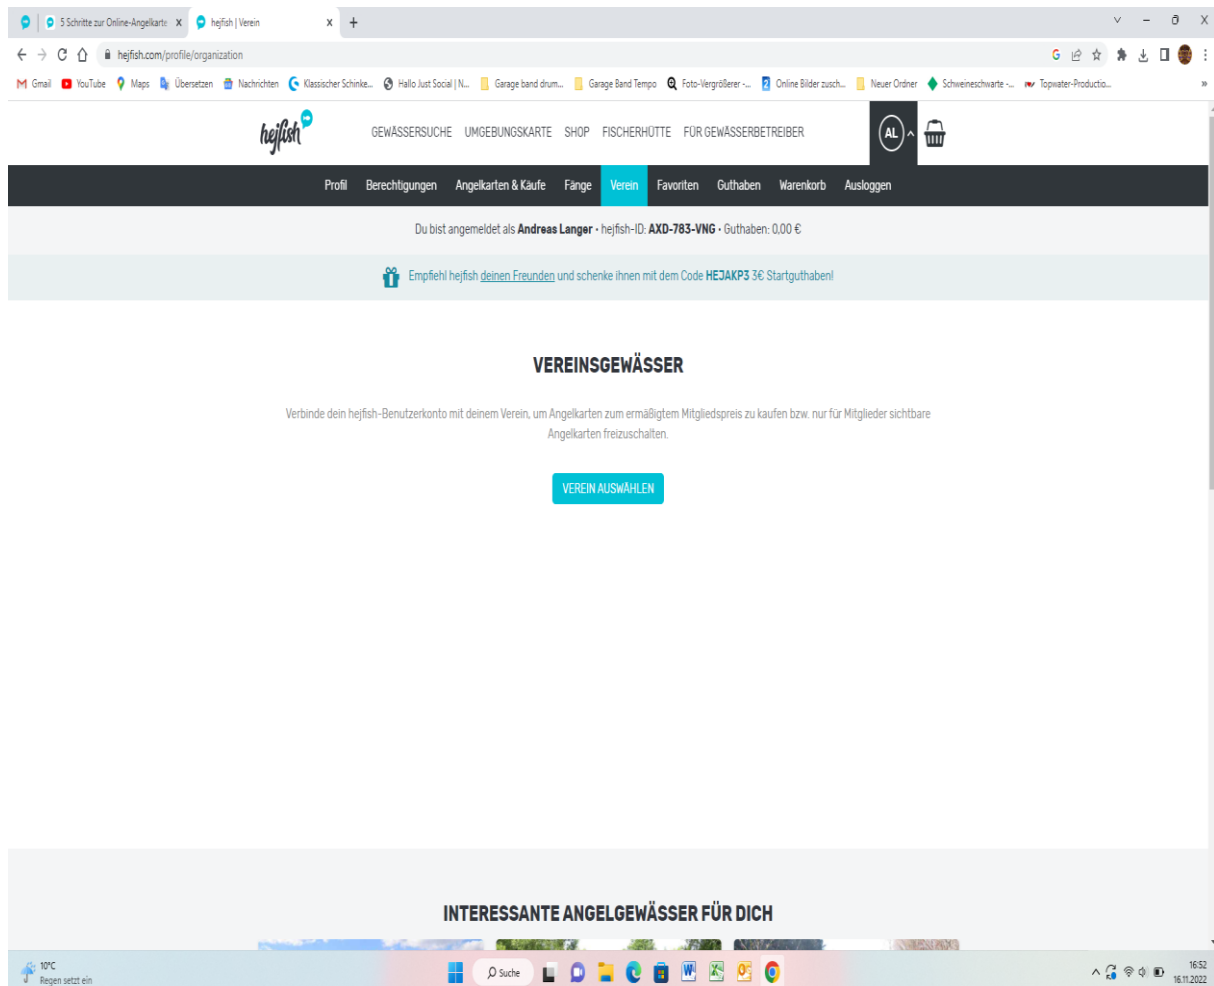 5 Schritte zur Online-Angelkarte
hejfish | Verein
hejfish.com/profile/organization
Gmail YouTube Maps Übersetzen Nachrichten Klassischer Schinke... Hallo Just Social | N... Garage band drum... Garage Band Tempo Foto-Vergrößerer -... Online Bilder zusch... Neuer Ordner Schweineschwarte -... Topwater-Productio... »
hejfish
GEWÄSSERSUCHE UMGEBUNGSKARTE SHOP FISCHERHÜTTE FÜR GEWÄSSERBETREIBER AL
Profil Berechtigungen Angelkarten & Käufe Fänge Verein Favoriten Guthaben Warenkorb Ausloggen
Du bist angemeldet als Andreas Langer · hejfish-ID: AXD-783-VNG · Guthaben: 0,00 €
Empfiehl hejfish deinen Freunden und schenke ihnen mit dem Code HEJAKP3 3€ Startguthaben!
VEREINSGEWÄSSER
Verbinde dein hejfish-Benutzerkonto mit deinem Verein, um Angelkarten zum ermäßigtem Mitgliedspreis zu kaufen bzw. nur für Mitglieder sichtbare
Angelkarten freizuschalten.
VEREIN AUSWÄHLEN
INTERESSANTE ANGELGEWÄSSER FÜR DICH
10°C
Regen setzt ein
Suche
16:52
16.11.2022